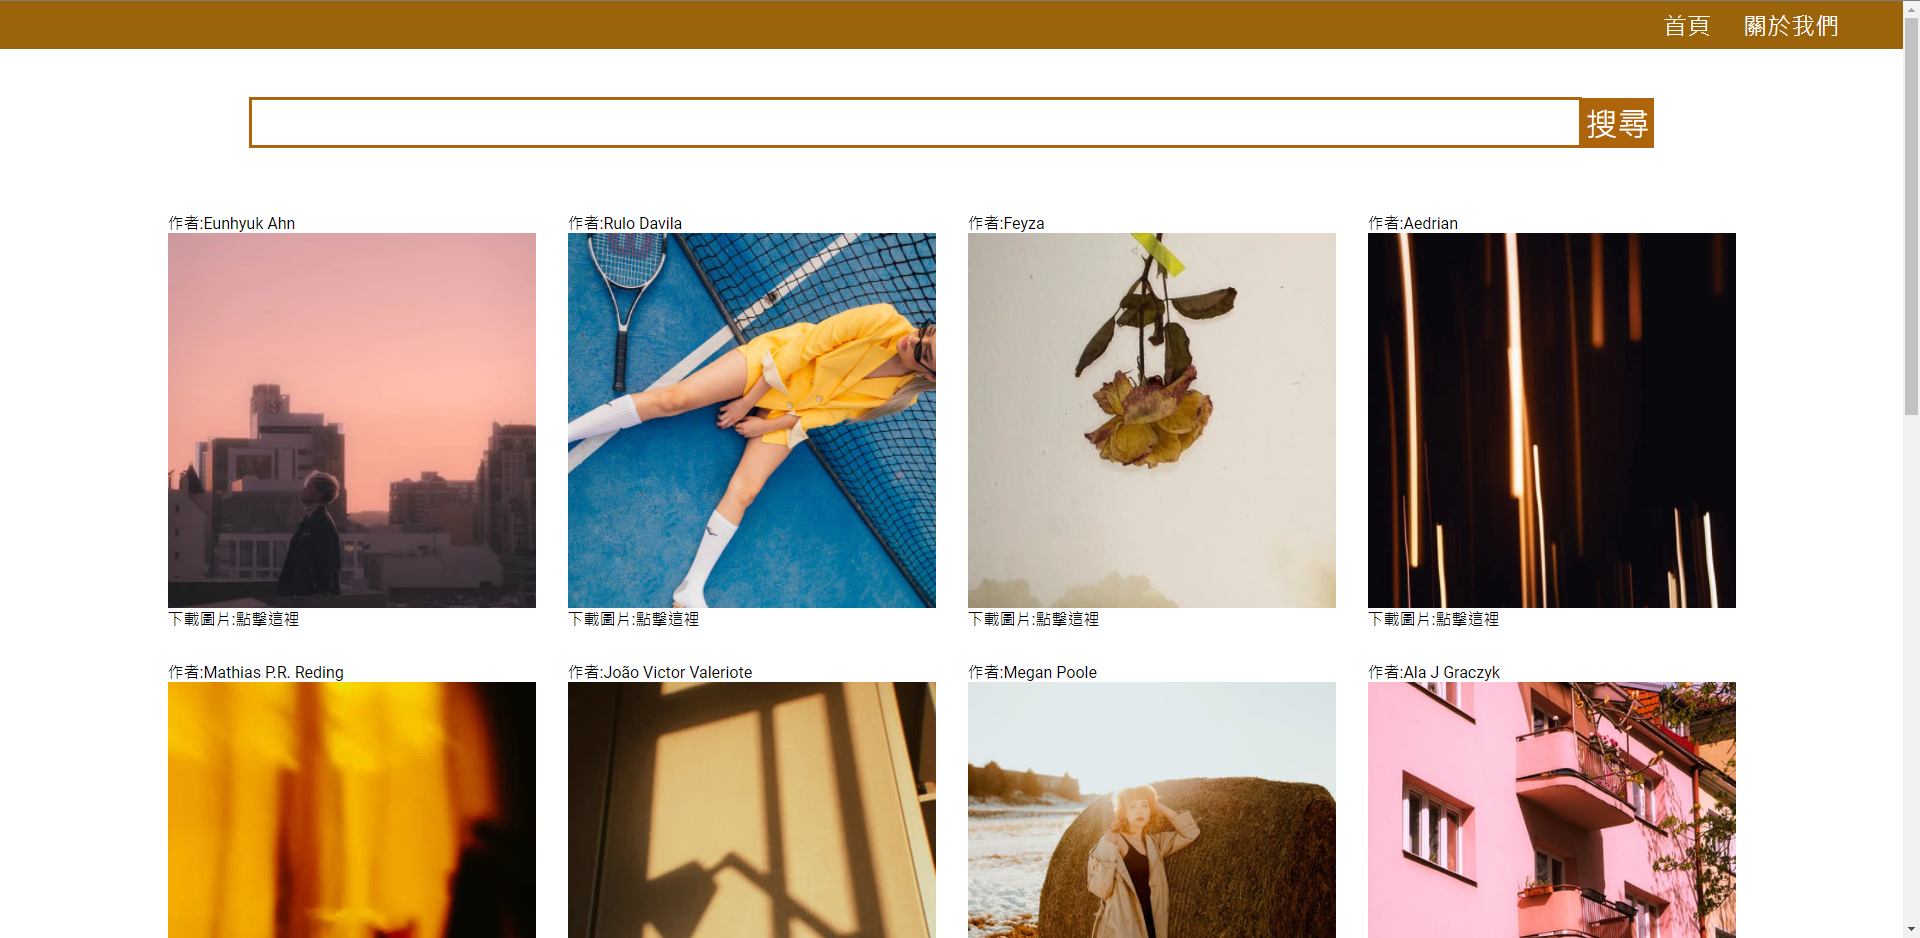 首頁 關於我們
搜尋
作者:Eunhyuk Ahn
作者:Rulo Davila
作者:Feyza
作者:Aedrian
下載圖片:點擊這裡
下載圖片:點擊這裡
下載圖片:點擊這裡
下載圖片:點擊這裡
作者:Mathias P.R. Reding
作者:João Victor Valeriote
作者:Megan Poole
作者:Ala J Graczyk